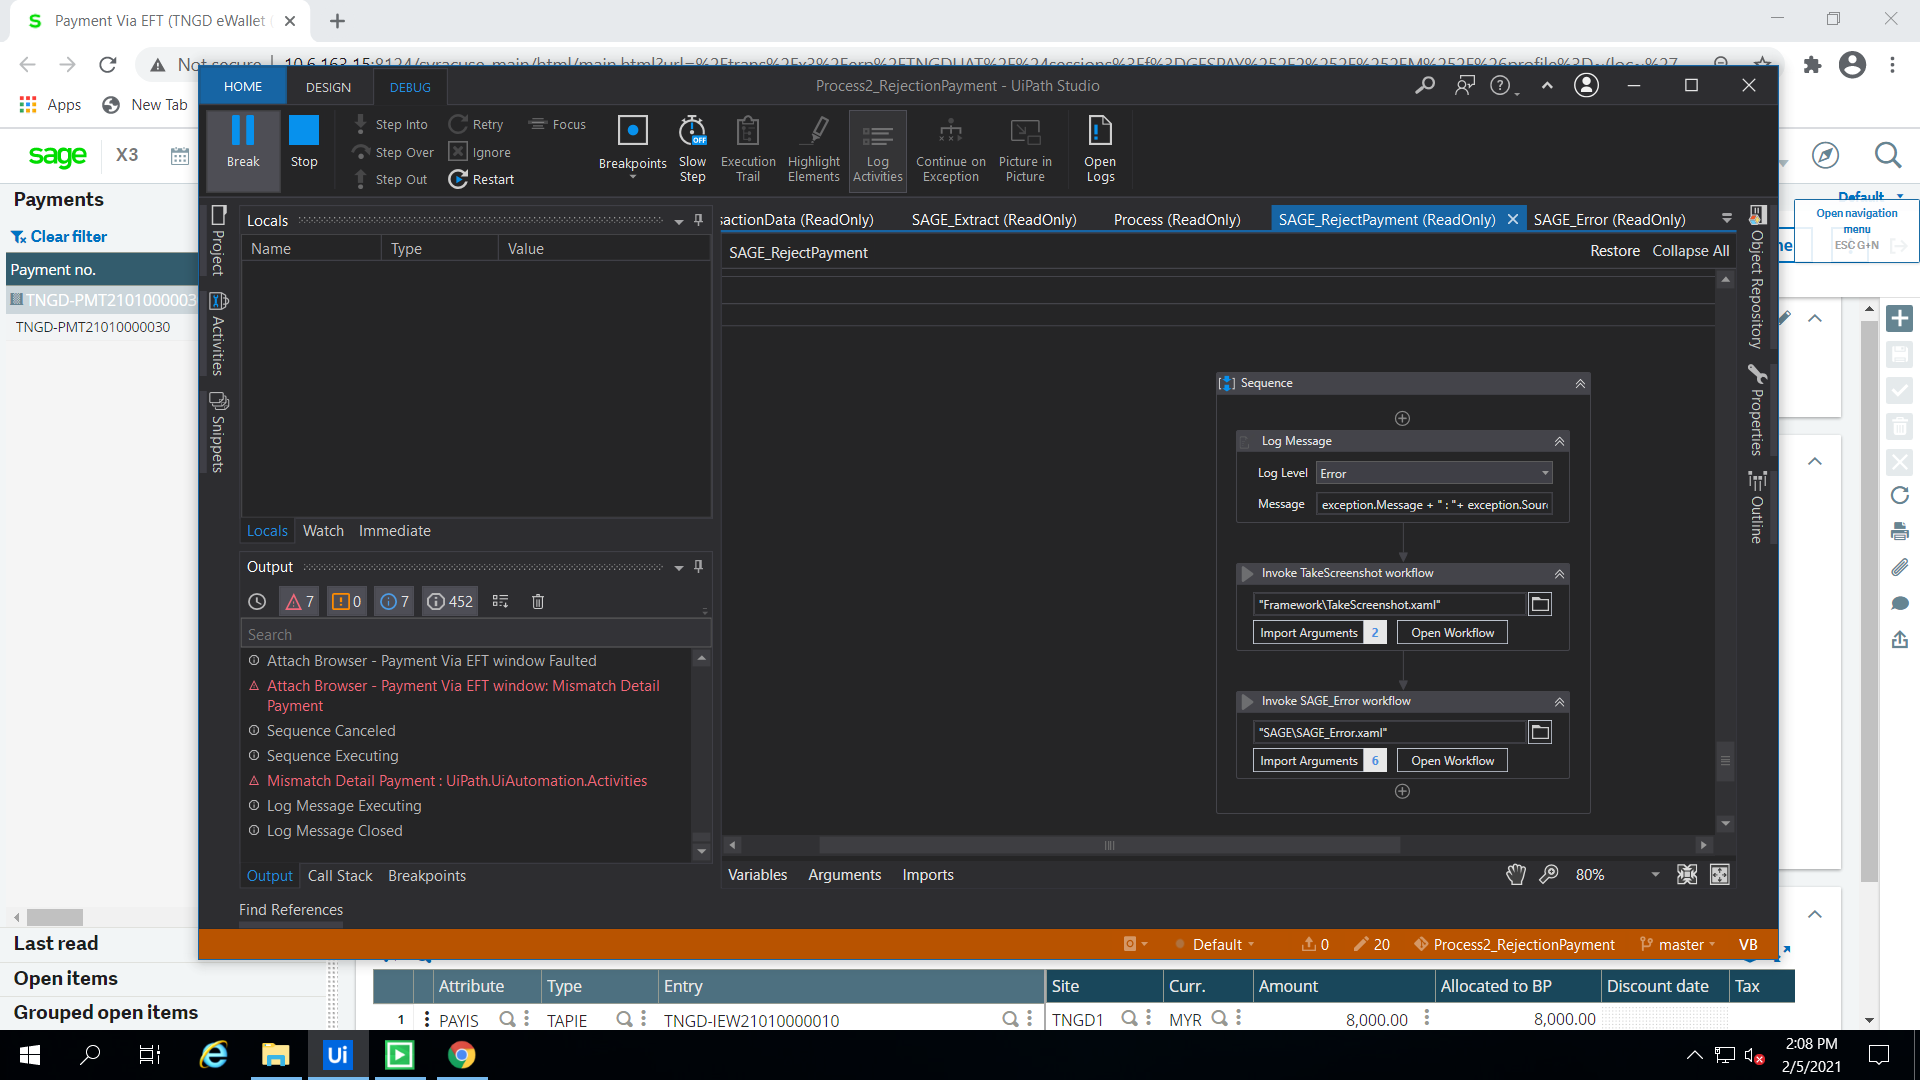 Payment Via EFT (TNGD eWallet
Not secure
10.6.163.15:8124/syracuse-main/html/main.html?url=%2Ftrans%2Fx3%2Ferp%2FTNGDUAT%2F%24sessions%3Ff%3DGESPAY%252F2%252F%252FM%252F%26profile%3D~(loc~%27
Apps
New Tab
HOME
DESIGN
DEBUG
Process2_RejectionPayment - UiPath Studio
Break
Stop
Step Into
Step Over
Step Out
Retry
Ignore
Restart
Focus
Breakpoints
Slow Step
OFF
Execution Trail
Highlight Elements
Log Activities
Continue on Exception
Picture in Picture
Open Logs
sage
X3
Payments
Clear filter
Payment no.
TNGD-PMT2101000003
TNGD-PMT21010000030
Project
Activities
Snippets
Locals
Name
Type
Value
Locals
Watch
Immediate
Output
7
0
7
452
Search
Attach Browser - Payment Via EFT window Faulted
Attach Browser - Payment Via EFT window: Mismatch Detail
Payment
Sequence Canceled
Sequence Executing
Mismatch Detail Payment : UiPath.UiAutomation.Activities
Log Message Executing
Log Message Closed
Output
Call Stack
Breakpoints
Find References
sactionData (ReadOnly)
SAGE_Extract (ReadOnly)
Process (ReadOnly)
SAGE_RejectPayment (ReadOnly)
SAGE_Error (ReadOnly)
SAGE_RejectPayment
Restore
Collapse All
Sequence
Log Message
Log Level
Error
Message
exception.Message + " : "+ exception.Sour
Invoke TakeScreenshot workflow
"Framework\TakeScreenshot.xaml"
Import Arguments 2
Open Workflow
Invoke SAGE_Error workflow
"SAGE\SAGE_Error.xaml"
Import Arguments 6
Open Workflow
Variables
Arguments
Imports
80%
Object Repository
Properties
Outline
Default
Open navigation
menu
ESC G+N
ne
Default
0
20
Process2_RejectionPayment
master
VB
Last read
Open items
Grouped open items
Attribute
Type
Entry
Site
Curr.
Amount
Allocated to BP
Discount date
Tax
1
PAYIS
TAPIE
TNGD-IEW21010000010
TNGD1
MYR
8,000.00
8,000.00
Ui
2:08 PM
2/5/2021